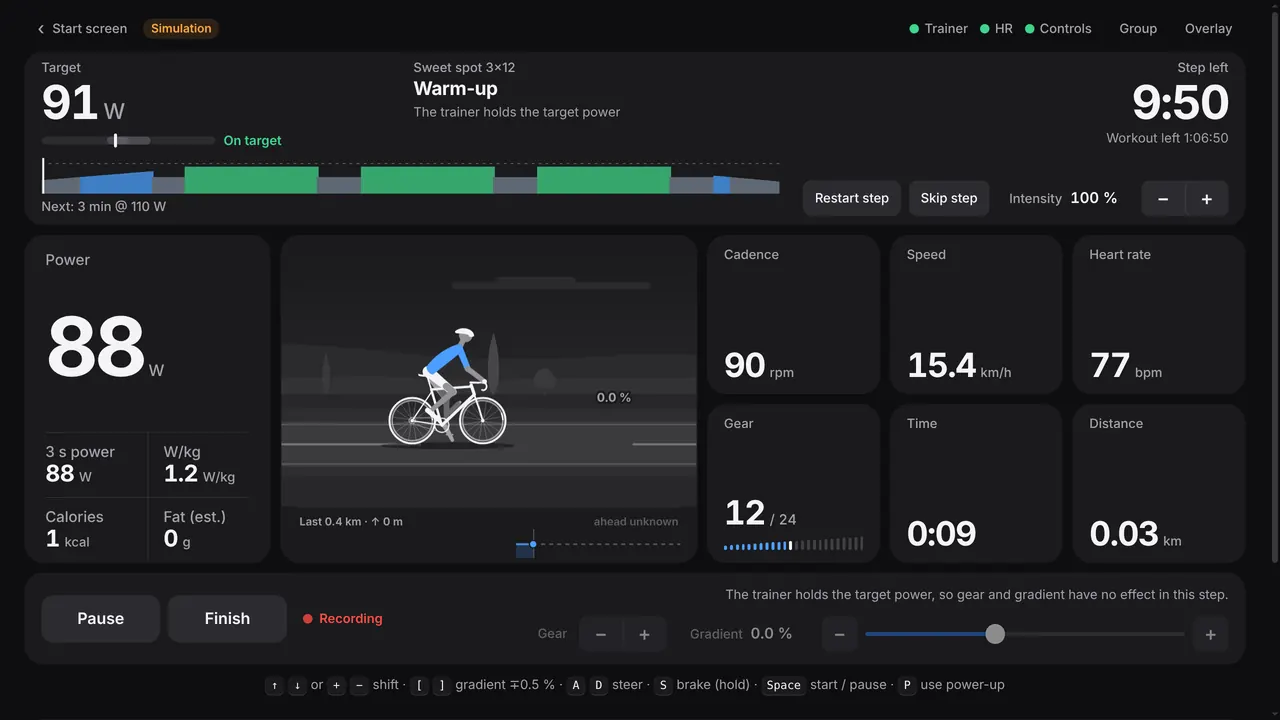 Start screen
Simulation
Trainer
HR
Controls
Group
Overlay
Target
91 W
On target
Sweet spot 3×12
Warm-up
The trainer holds the target power
Step left
9:50
Workout left 1:06:50
Next: 3 min @ 110 W
Restart step
Skip step
Intensity 100 %
−
+
Power
88 W
3 s power
88 W
W/kg
1.2 W/kg
Calories
1 kcal
Fat (est.)
0 g
0.0 %
Last 0.4 km · ↑ 0 m
ahead unknown
Cadence
90 rpm
Speed
15.4 km/h
Heart rate
77 bpm
Gear
12 / 24
Time
0:09
Distance
0.03 km
Pause
Finish
Recording
The trainer holds the target power, so gear and gradient have no effect in this step.
Gear
−
+
Gradient 0.0 %
−
+
↑ ↓ or + − shift · [ ] gradient ∓0.5 % · A D steer · S brake (hold) · Space start / pause · P use power-up